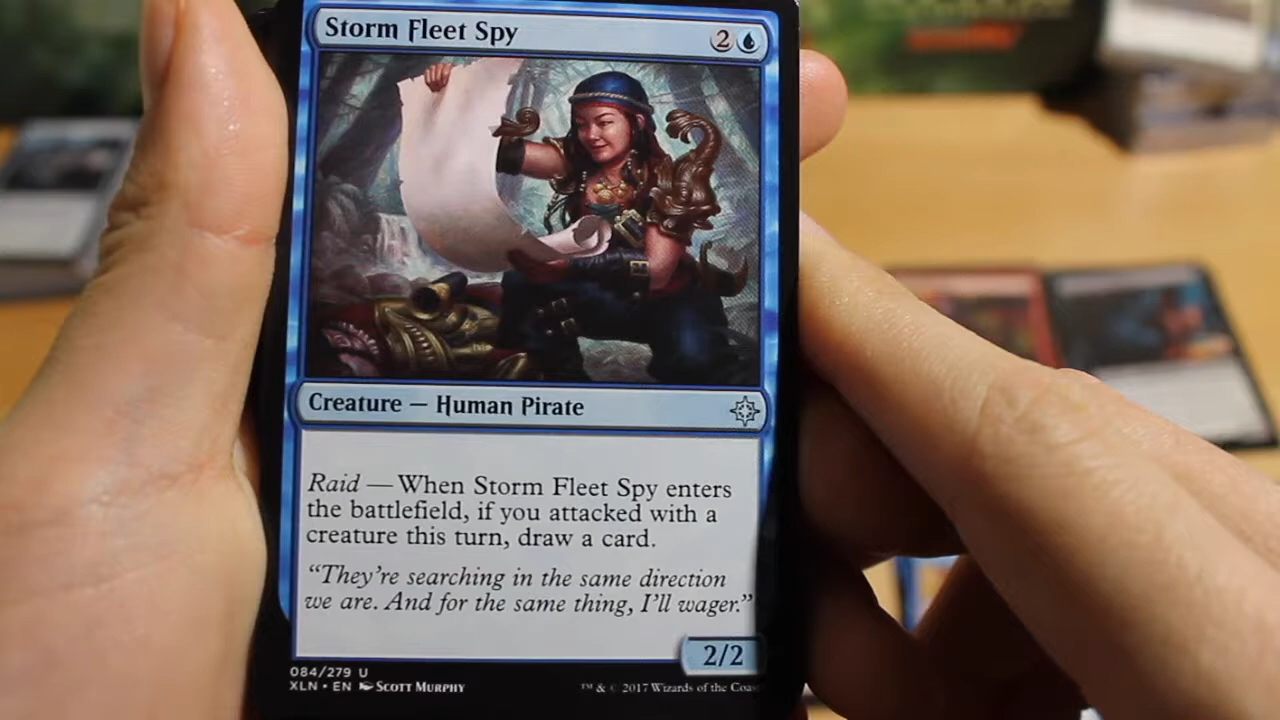 Storm Fleet Spy 2
Creature — Human Pirate
Raid — When Storm Fleet Spy enters
the battlefield, if you attacked with a
creature this turn, draw a card.
“They’re searching in the same direction
we are. And for the same thing, I’ll wager.”
2/2
084/279 U
XLN • EN Scott Murphy
™ & © 2017 Wizards of the